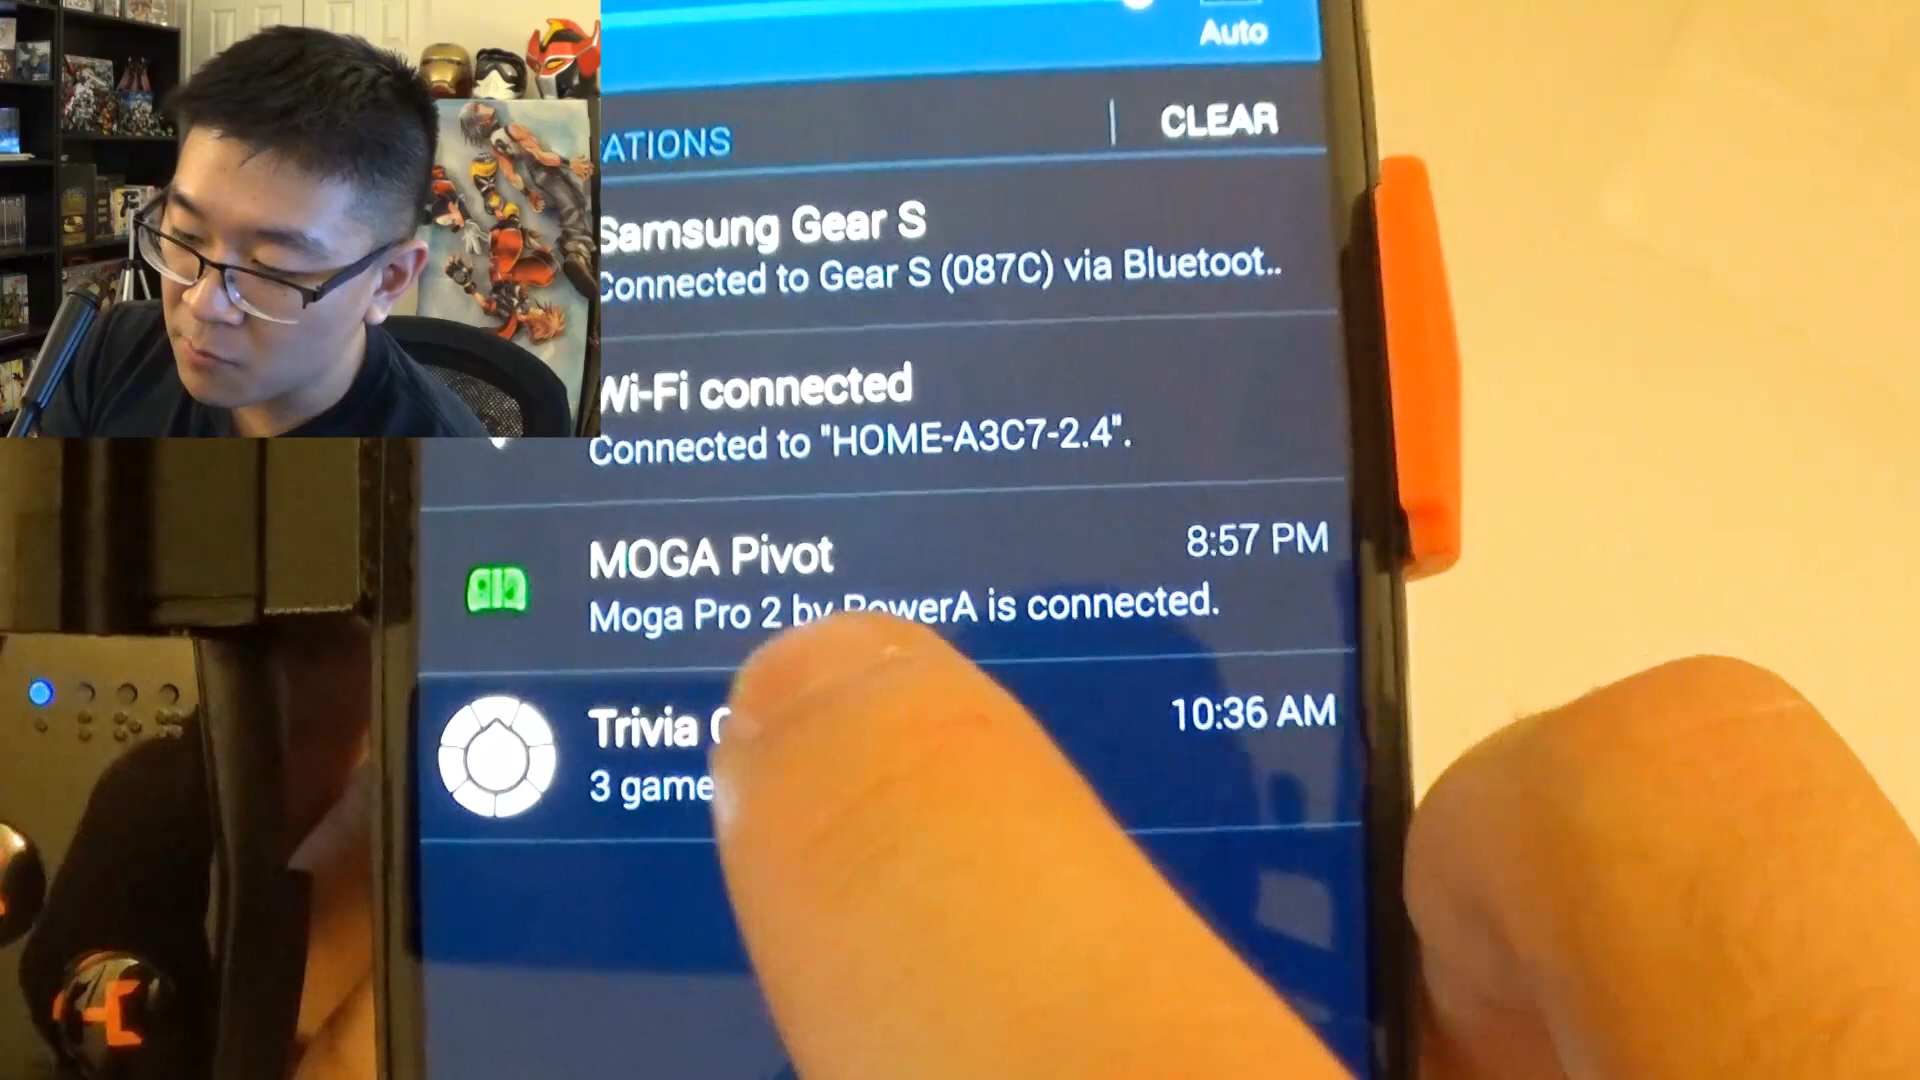 Auto
ATIONS
CLEAR
Samsung Gear S
Connected to Gear S (087C) via Bluetoot..
Wi-Fi connected
Connected to "HOME-A3C7-2.4".
MOGA Pivot
8:57 PM
Moga Pro 2 by PowerA is connected.
Trivia
10:36 AM
3 game